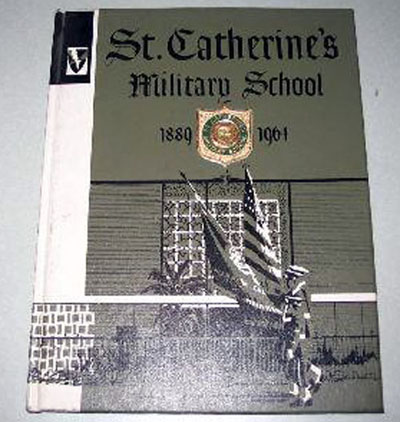 St. Catherine's
Military School
1889 1964